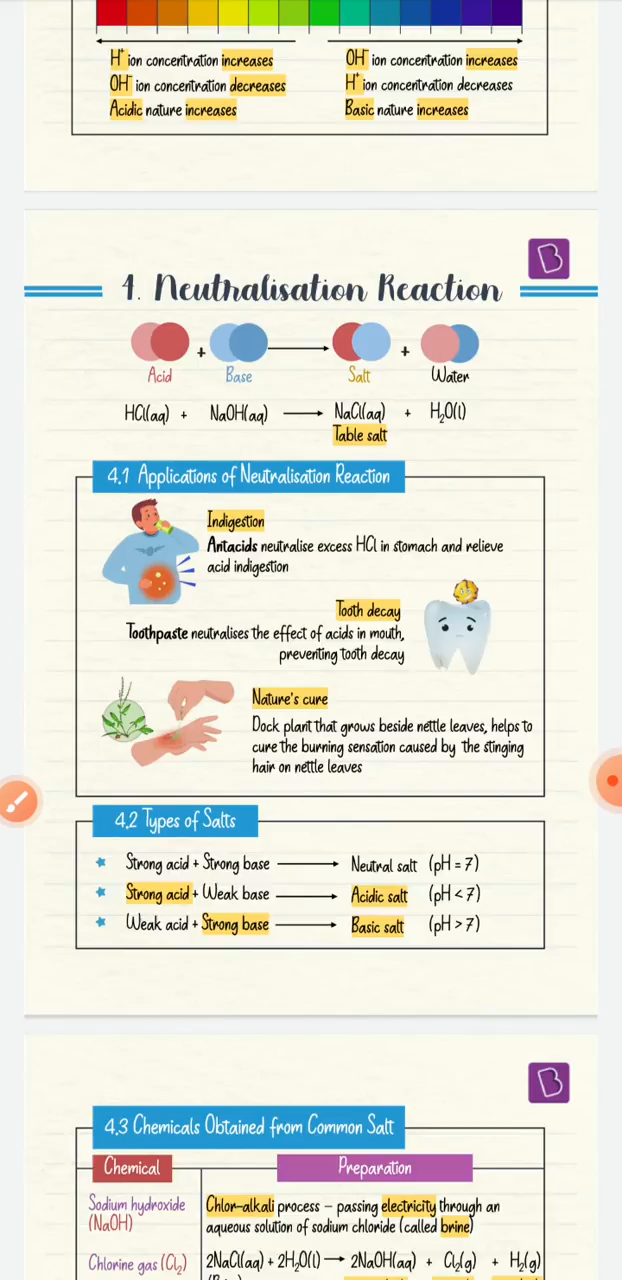 H⁺ ion concentration increases
OH⁻ ion concentration decreases
Acidic nature increases
OH⁻ ion concentration increases
H⁺ ion concentration decreases
Basic nature increases
B
4. Neutralisation Reaction
Acid + Base → Salt + Water
HCl(aq) + NaOH(aq) → NaCl(aq) + H₂O(l)
Table salt
4.1 Applications of Neutralisation Reaction
Indigestion
Antacids neutralise excess HCl in stomach and relieve
acid indigestion
Tooth decay
Toothpaste neutralises the effect of acids in mouth,
preventing tooth decay
Nature's cure
Dock plant that grows beside nettle leaves, helps to
cure the burning sensation caused by the stinging
hair on nettle leaves
4.2 Types of Salts
Strong acid + Strong base → Neutral salt (pH = 7)
Strong acid + Weak base → Acidic salt (pH < 7)
Weak acid + Strong base → Basic salt (pH > 7)
B
4.3 Chemicals Obtained from Common Salt
Chemical Preparation
Sodium hydroxide
(NaOH)
Chlor-alkali process – passing electricity through an
aqueous solution of sodium chloride (called brine)
Chlorine gas (Cl₂)
2NaCl(aq) + 2H₂O(l) → 2NaOH(aq) + Cl₂(g) + H₂(g)